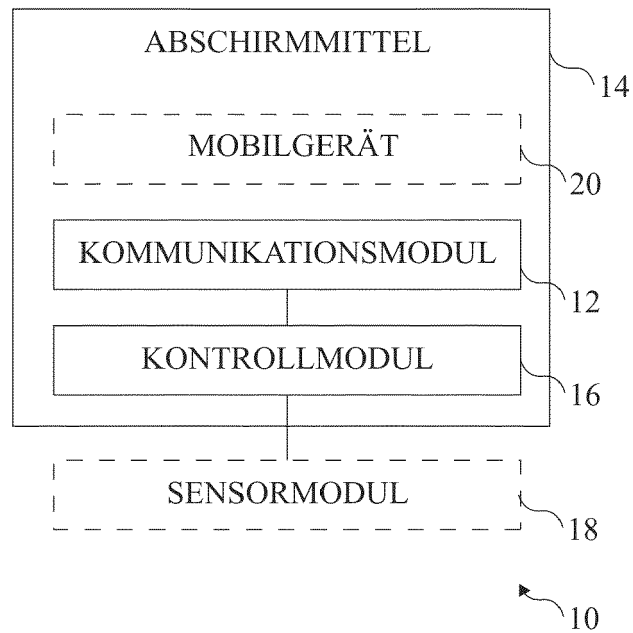 ABSCHIRMMITTEL
14
MOBILGERÄT
20
KOMMUNIKATIONSMODUL
12
KONTROLLMODUL
16
SENSORMODUL
18
10